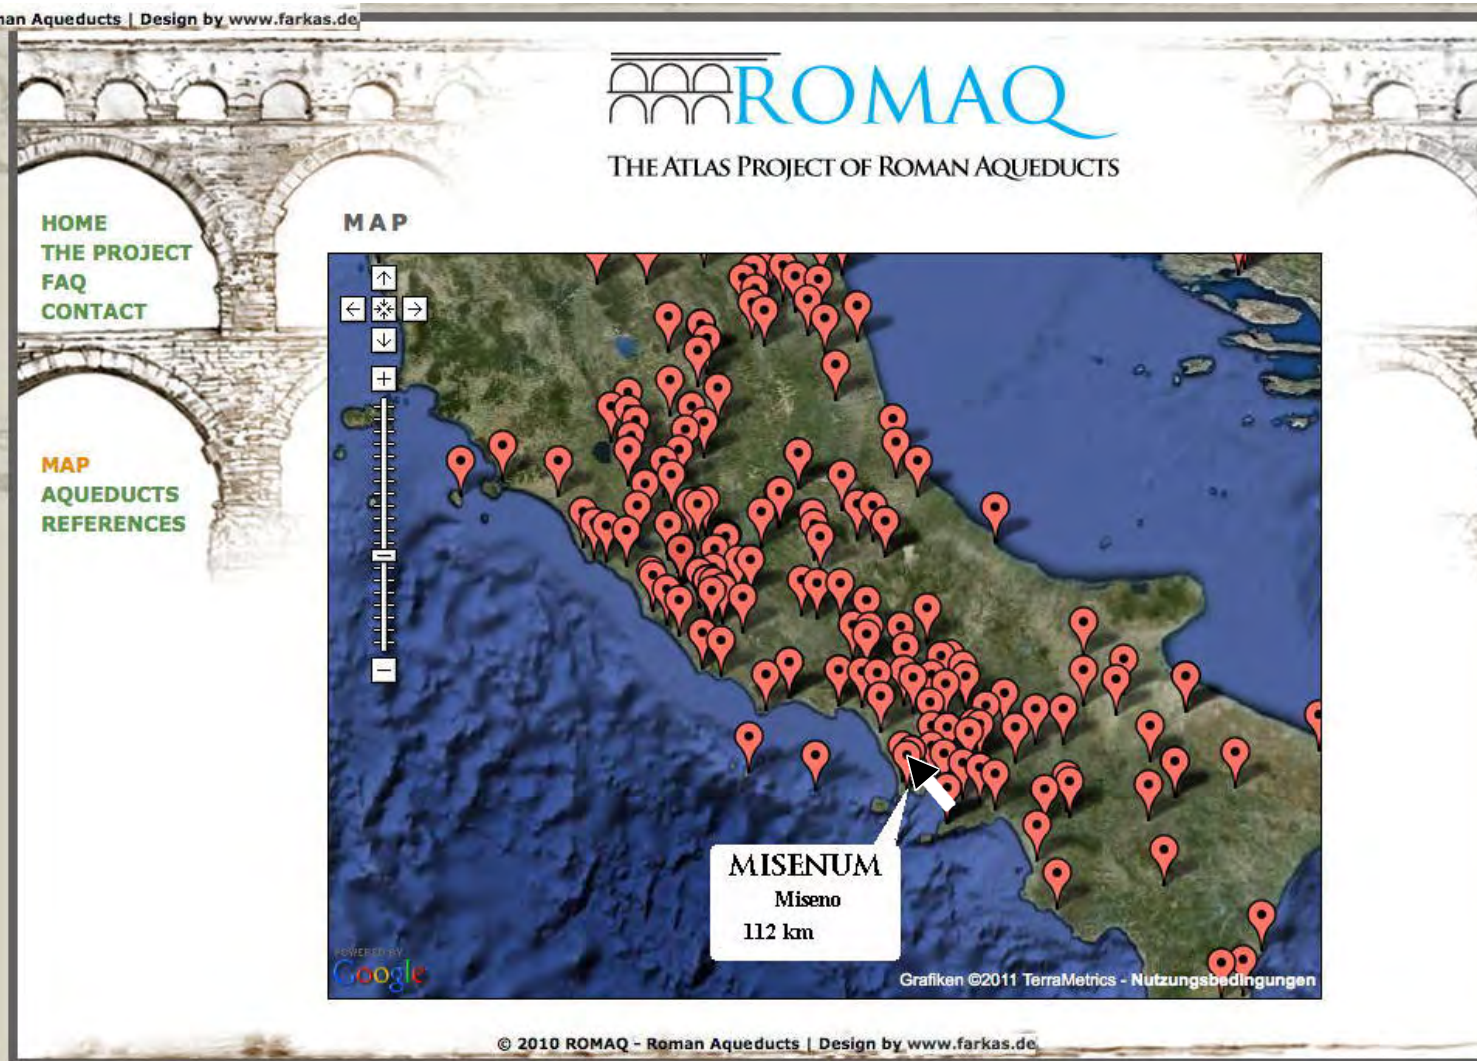 an Aqueducts | Design by www.farkas.de
ROMAQ
THE ATLAS PROJECT OF ROMAN AQUEDUCTS
HOME
THE PROJECT
FAQ
CONTACT
MAP
AQUEDUCTS
REFERENCES
MAP
MISENUM
Miseno
112 km
POWERED BY
Google
Grafiken ©2011 TerraMetrics - Nutzungsbedingungen
© 2010 ROMAQ - Roman Aqueducts | Design by www.farkas.de